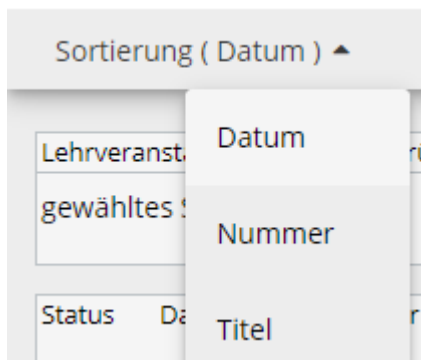 Sortierung ( Datum )
Datum
Nummer
Titel
gewähltes
Status